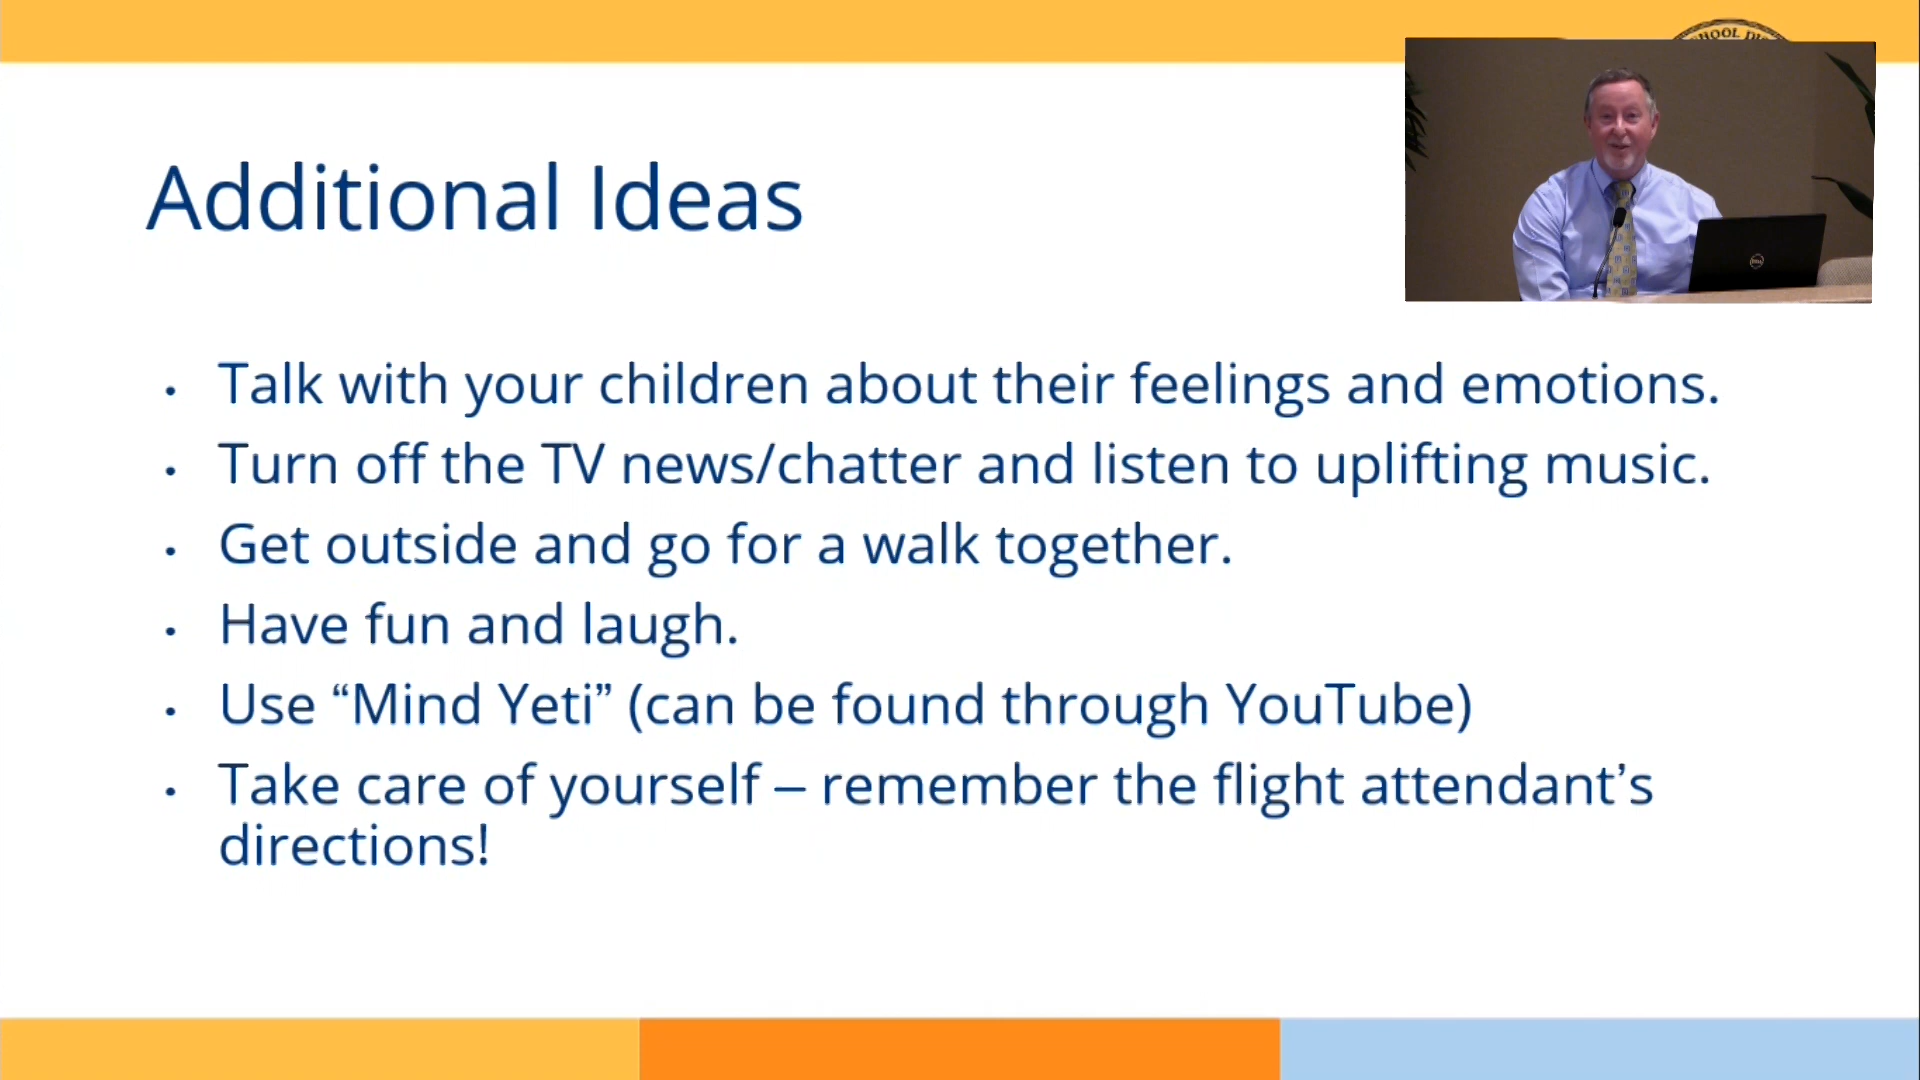 HOOL DI
Additional Ideas
• Talk with your children about their feelings and emotions.
• Turn off the TV news/chatter and listen to uplifting music.
• Get outside and go for a walk together.
• Have fun and laugh.
• Use “Mind Yeti” (can be found through YouTube)
• Take care of yourself – remember the flight attendant’s
directions!